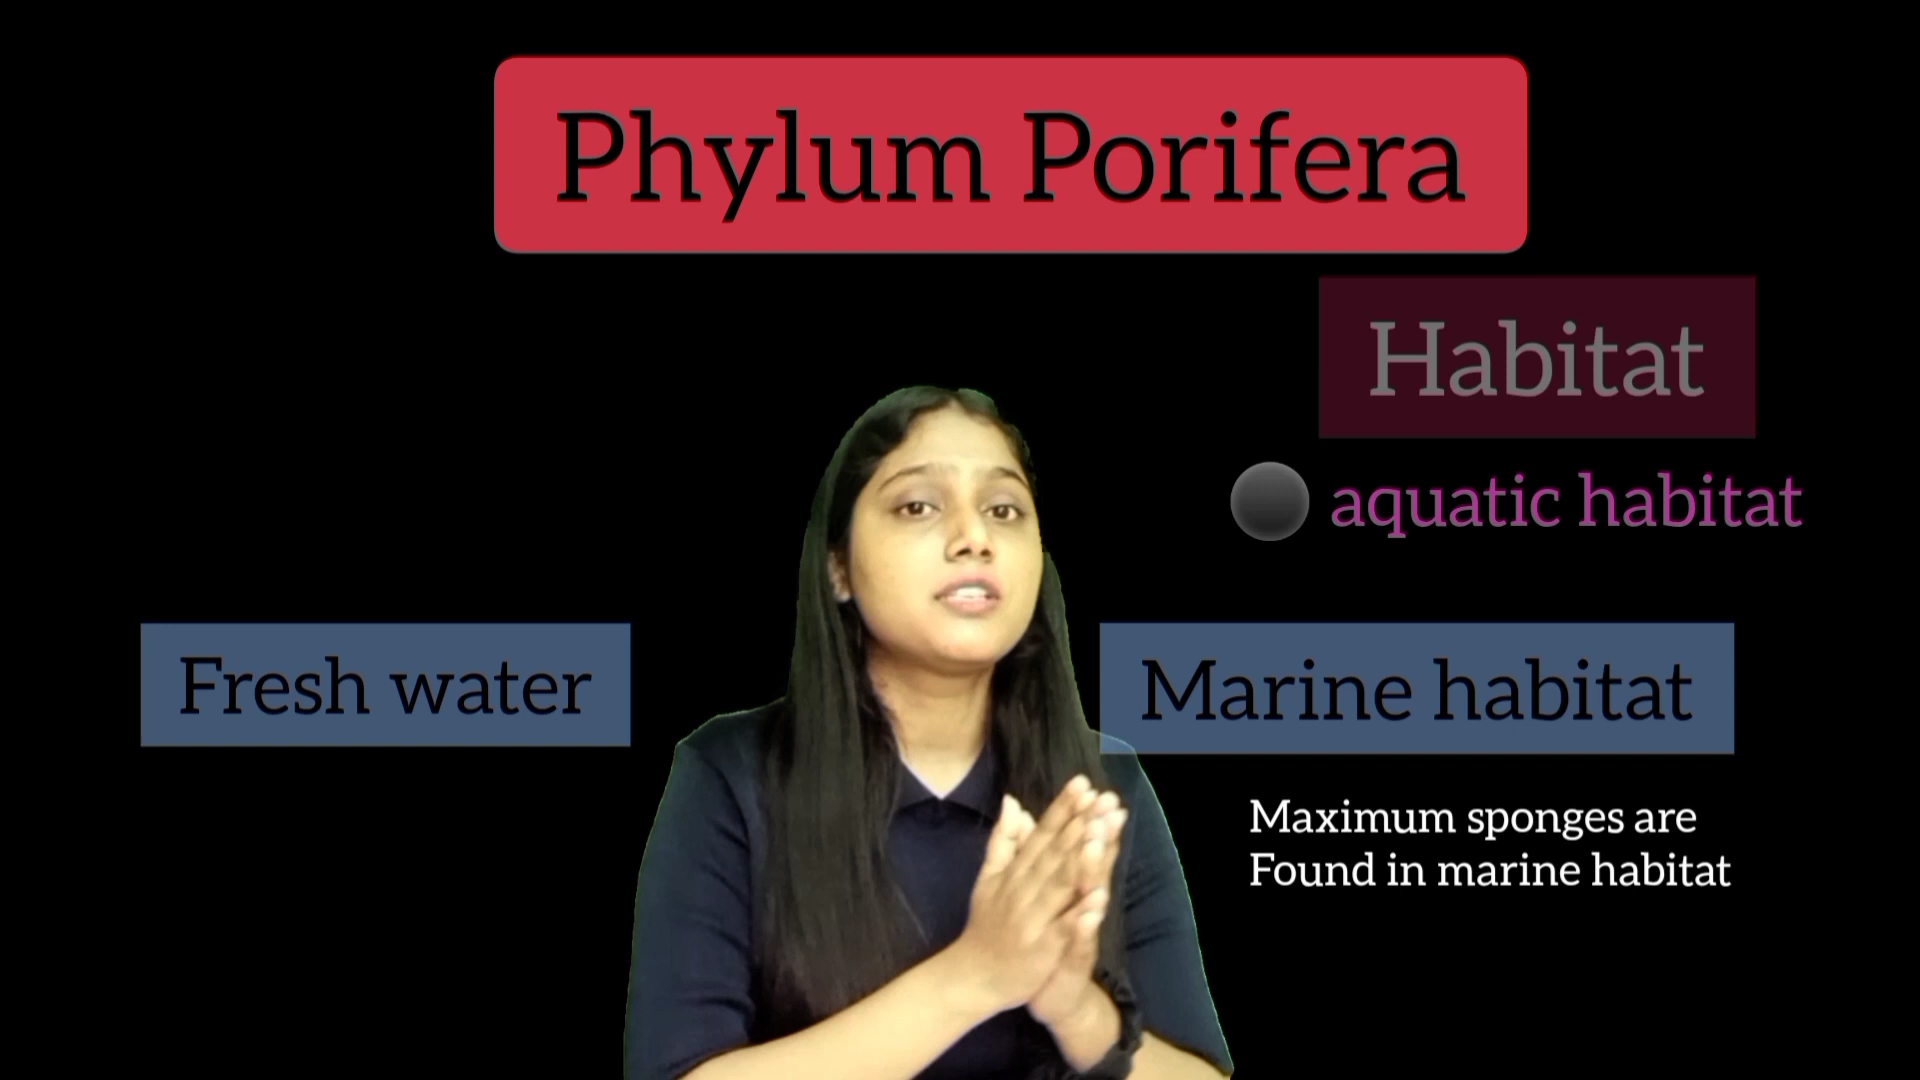 Phylum Porifera
Habitat
aquatic habitat
Fresh water
Marine habitat
Maximum sponges are
Found in marine habitat